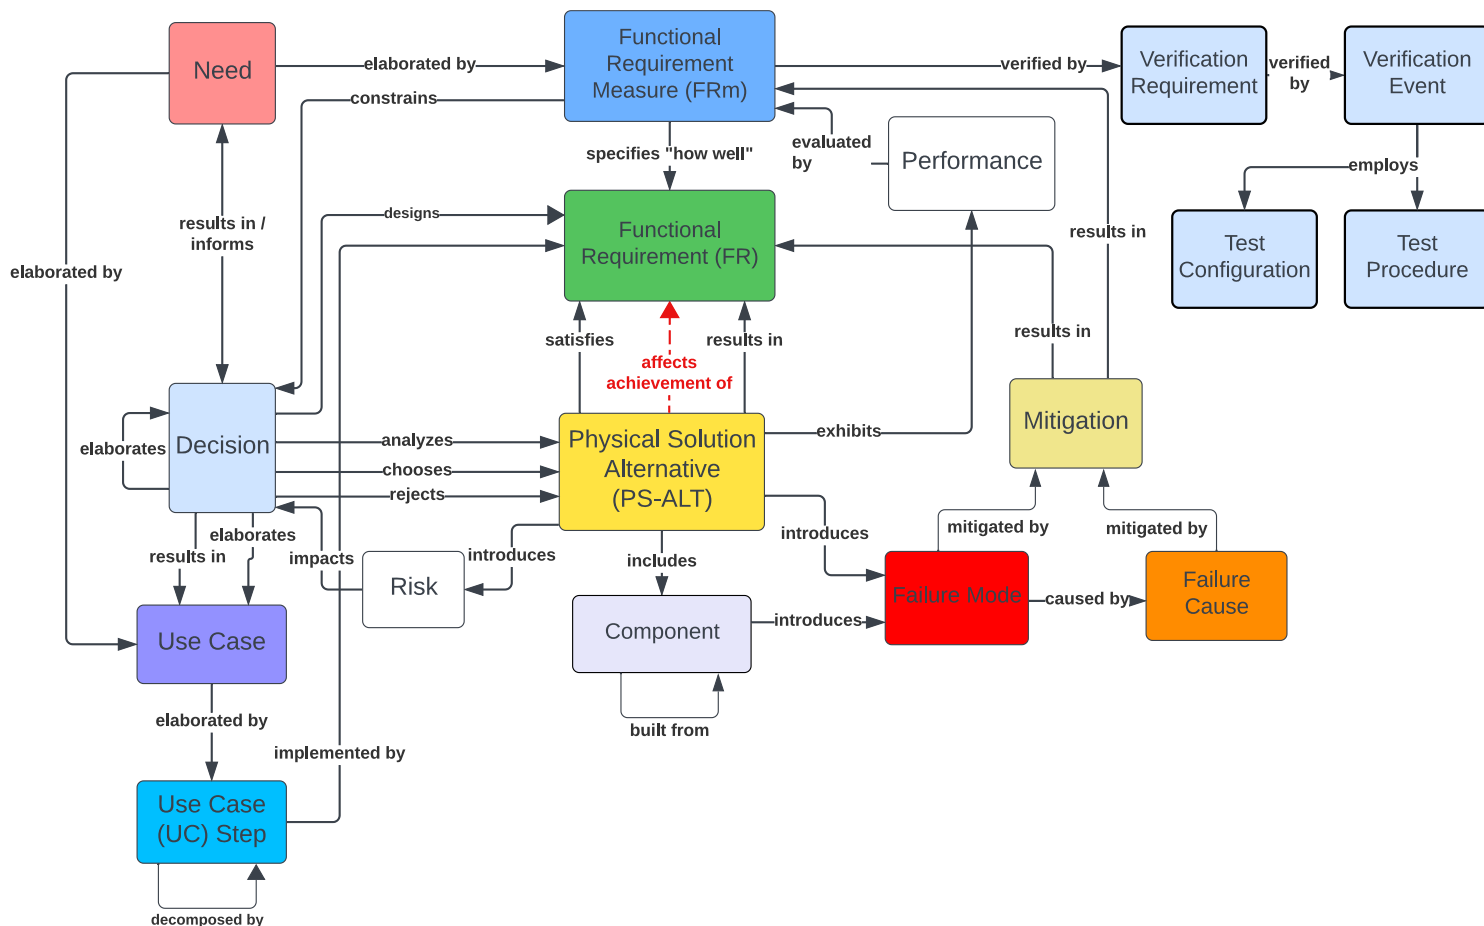 Need
elaborated by
Functional
Requirement
Measure (FRm)
verified by
Verification
Requirement
verified
by
Verification
Event
constrains
specifies "how well"
evaluated
by
Performance
employs
results in /
informs
designs
Functional
Requirement (FR)
results in
Test
Configuration
Test
Procedure
elaborated by
satisfies
affects
achievement of
results in
results in
Decision
elaborates
analyzes
chooses
rejects
Physical Solution
Alternative
(PS-ALT)
exhibits
Mitigation
results in
elaborates
impacts
Risk
introduces
includes
introduces
mitigated by
mitigated by
Use Case
Component
introduces
Failure Mode
caused by
Failure
Cause
elaborated by
implemented by
built from
Use Case
(UC) Step
decomposed by